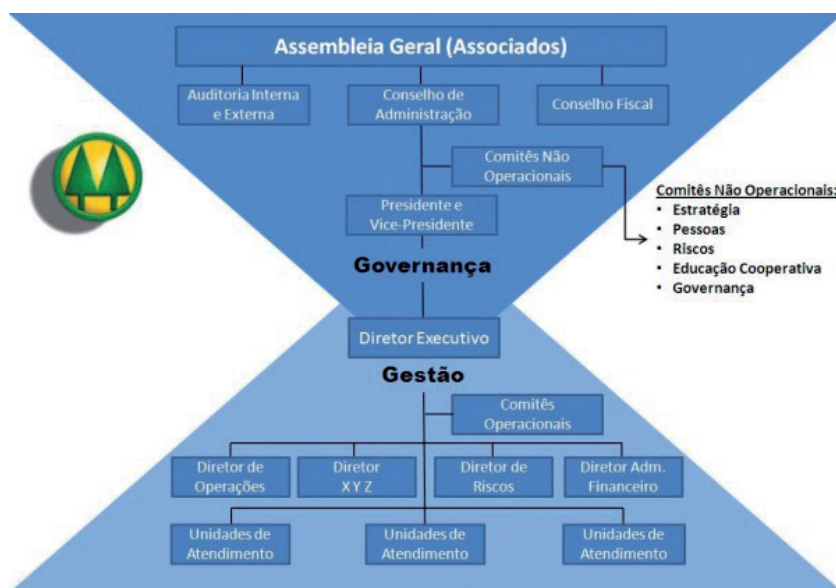 Assembleia Geral (Associados)
Auditoria Interna
e Externa
Conselho de
Administração
Conselho Fiscal
Comitês Não
Operacionais
Comitês Não Operacionais:
• Estratégia
• Pessoas
• Riscos
• Educação Cooperativa
• Governança
Presidente e
Vice-Presidente
Governança
Diretor Executivo
Gestão
Comitês
Operacionais
Diretor de
Operações
Diretor
X Y Z
Diretor de
Riscos
Diretor Adm.
Financeiro
Unidades de
Atendimento
Unidades de
Atendimento
Unidades de
Atendimento